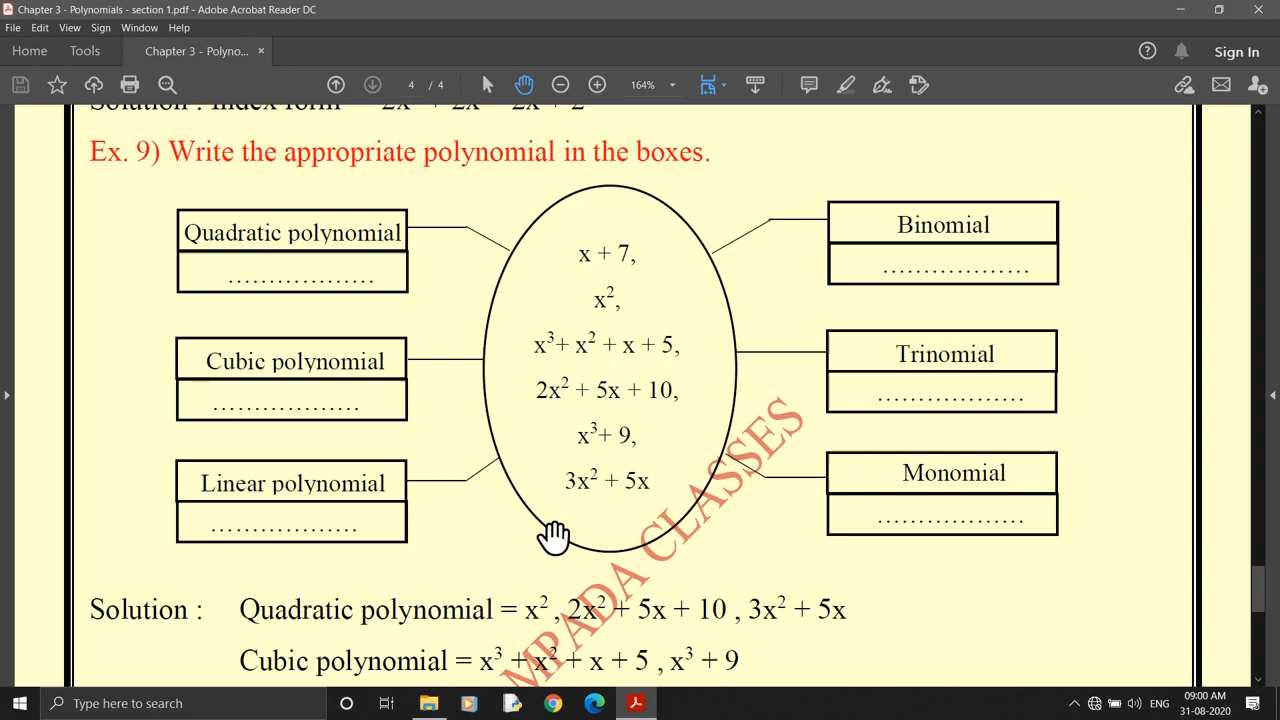 Chapter 3 - Polynomials - section 1.pdf - Adobe Acrobat Reader DC
File Edit View Sign Window Help
Home Tools Chapter 3 - Polyno... × Sign In
4 / 4 164%
Ex. 9) Write the appropriate polynomial in the boxes.
Quadratic polynomial
………………
Cubic polynomial
………………
Linear polynomial
………………
x + 7,
x²,
x³+ x² + x + 5,
2x² + 5x + 10,
x³+ 9,
3x² + 5x
Binomial
………………
Trinomial
………………
Monomial
………………
MPADA CLASSES
Solution : Quadratic polynomial = x² , 2x² + 5x + 10 , 3x² + 5x
Cubic polynomial = x³ + x² + x + 5 , x³ + 9
Type here to search
ENG
09:00 AM
31-08-2020